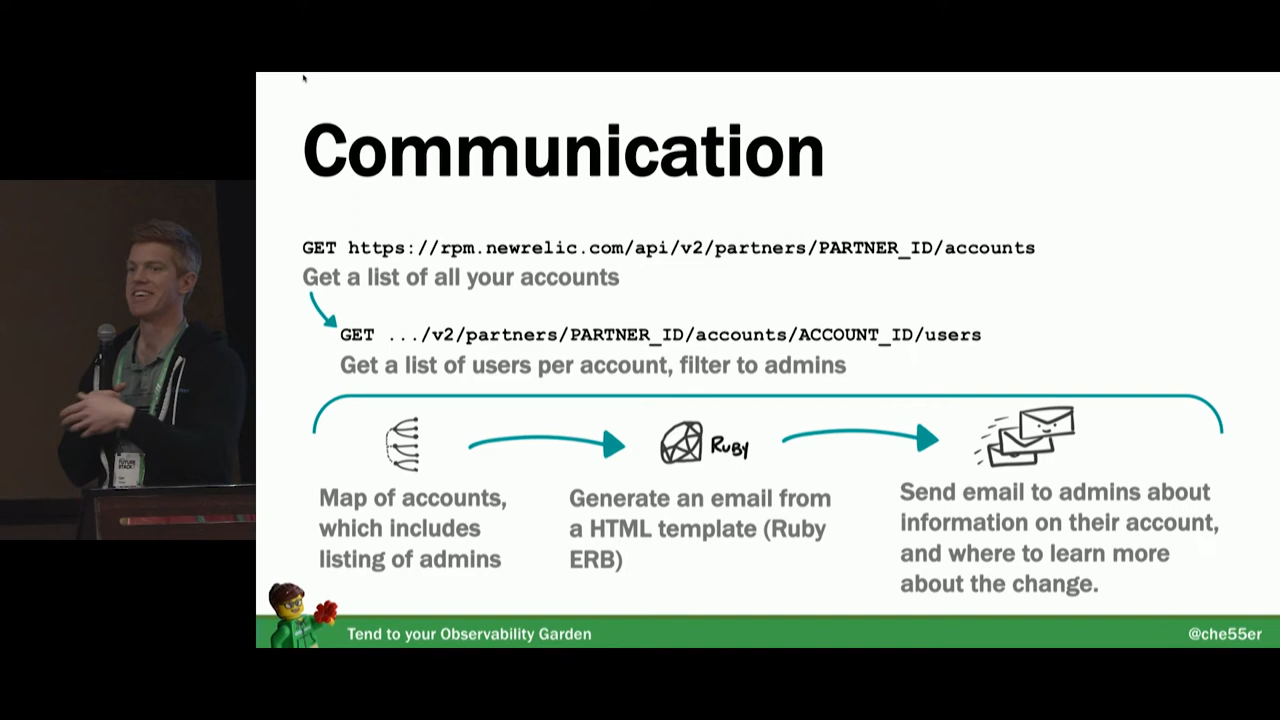 Communication
GET https://rpm.newrelic.com/api/v2/partners/PARTNER_ID/accounts
Get a list of all your accounts
GET .../v2/partners/PARTNER_ID/accounts/ACCOUNT_ID/users
Get a list of users per account, filter to admins
Ruby
Map of accounts,
which includes
listing of admins
Generate an email from
a HTML template (Ruby
ERB)
Send email to admins about
information on their account,
and where to learn more
about the change.
Tend to your Observability Garden
@che55er
FUTURE
STACK